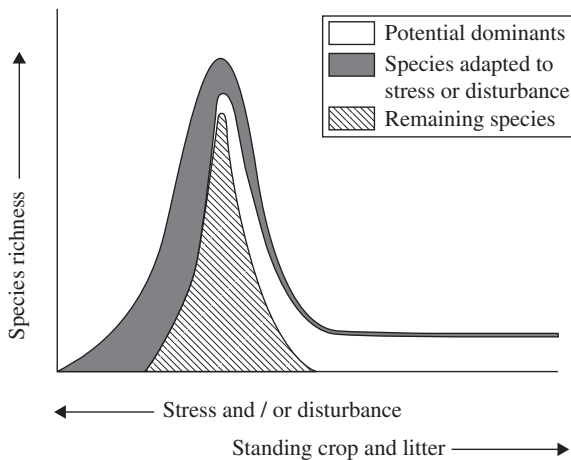 Potential dominants
Species adapted to
stress or disturbance
Remaining species
Species richness
Stress and / or disturbance
Standing crop and litter